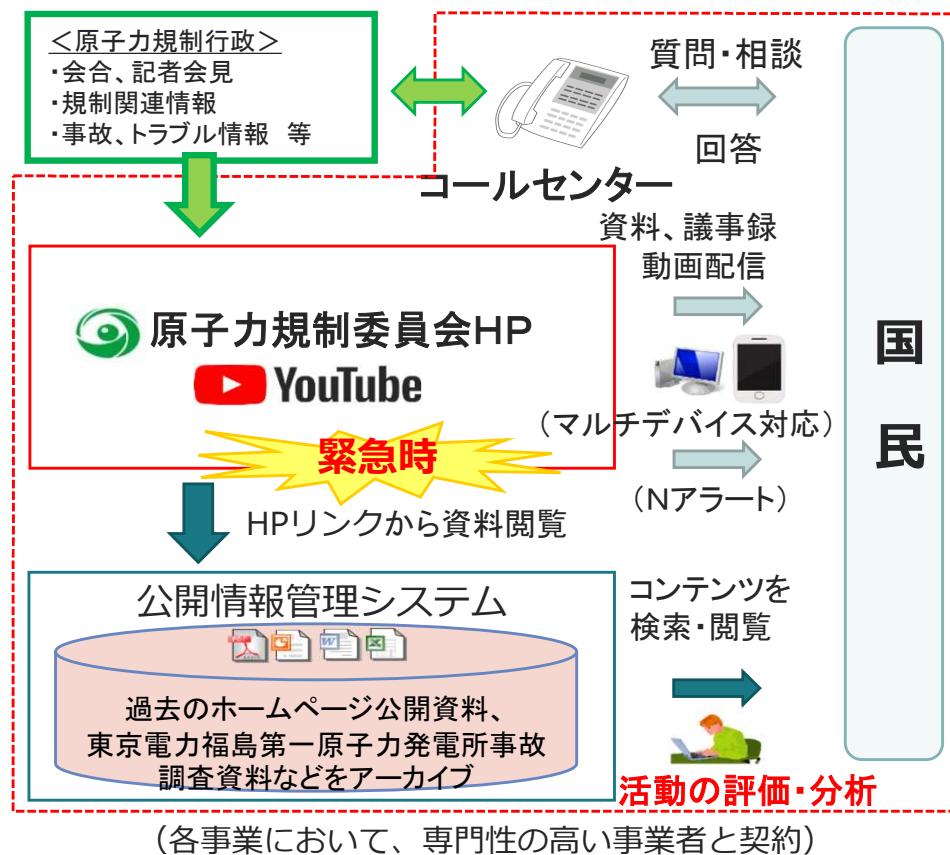 ＜原子力規制行政＞
・会合、記者会見
・規制関連情報
・事故、トラブル情報 等
質問・相談
回答
コールセンター
資料、議事録
動画配信
原子力規制委員会HP
YouTube
（マルチデバイス対応）
緊急時
（Nアラート）
国民
HPリンクから資料閲覧
公開情報管理システム
過去のホームページ公開資料、
東京電力福島第一原子力発電所事故
調査資料などをアーカイブ
コンテンツを
検索・閲覧
活動の評価・分析
（各事業において、専門性の高い事業者と契約）